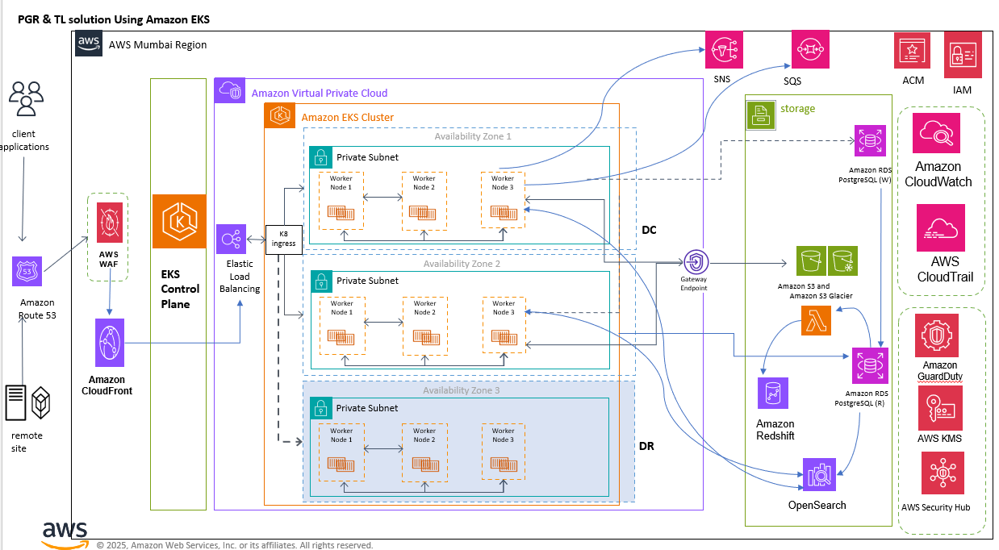 PGR & TL solution Using Amazon EKS
aws
AWS Mumbai Region
SNS
SQS
ACM
IAM
client
applications
Amazon Virtual Private Cloud
Amazon EKS Cluster
storage
Availability Zone 1
Private Subnet
Worker
Node 1
Worker
Node 2
Worker
Node 3
Amazon RDS
PostgreSQL (W)
Amazon
CloudWatch
AWS
CloudTrail
AWS
WAF
K8
ingress
DC
53
Amazon
Route 53
EKS
Control
Plane
Elastic
Load
Balancing
Availability Zone 2
Private Subnet
Worker
Node 1
Worker
Node 2
Worker
Node 3
Gateway
Endpoint
Amazon S3 and
Amazon S3 Glacier
Amazon
CloudFront
Amazon
GuardDuty
Amazon RDS
PostgreSQL (R)
Availability Zone 3
Private Subnet
Worker
Node 1
Worker
Node 2
Worker
Node 3
DR
Amazon
Redshift
AWS KMS
remote
site
OpenSearch
AWS Security Hub
aws
© 2025, Amazon Web Services, Inc. or its affiliates. All rights reserved.